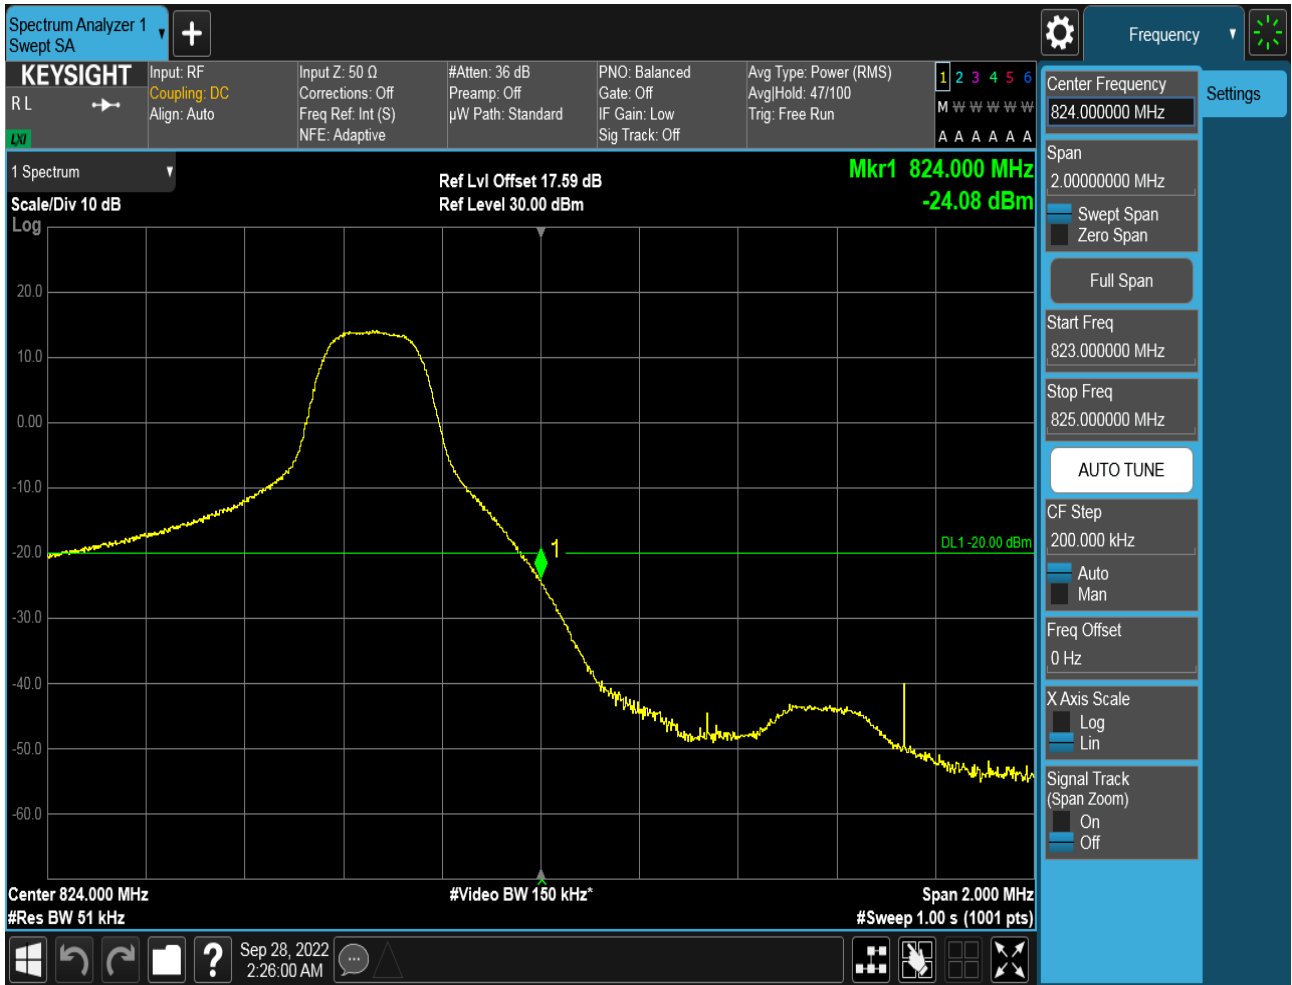 Spectrum Analyzer 1
Swept SA
Frequency
KEYSIGHT
R L
LXI
Input: RF
Coupling: DC
Align: Auto
Input Z: 50 Ω
Corrections: Off
Freq Ref: Int (S)
NFE: Adaptive
#Atten: 36 dB
Preamp: Off
µW Path: Standard
PNO: Balanced
Gate: Off
IF Gain: Low
Sig Track: Off
Avg Type: Power (RMS)
Avg|Hold: 47/100
Trig: Free Run
1 2 3 4 5 6
M W W W W W
A A A A A A
1 Spectrum
Scale/Div 10 dB
Log
Ref Lvl Offset 17.59 dB
Ref Level 30.00 dBm
Mkr1 824.000 MHz
-24.08 dBm
20.0
10.0
0.00
-10.0
-20.0
-30.0
-40.0
-50.0
-60.0
1
DL1 -20.00 dBm
Center 824.000 MHz
#Res BW 51 kHz
#Video BW 150 kHz*
Span 2.000 MHz
#Sweep 1.00 s (1001 pts)
Center Frequency
824.000000 MHz
Settings
Span
2.00000000 MHz
Swept Span
Zero Span
Full Span
Start Freq
823.000000 MHz
Stop Freq
825.000000 MHz
AUTO TUNE
CF Step
200.000 kHz
Auto
Man
Freq Offset
0 Hz
X Axis Scale
Log
Lin
Signal Track
(Span Zoom)
On
Off
?
Sep 28, 2022
2:26:00 AM